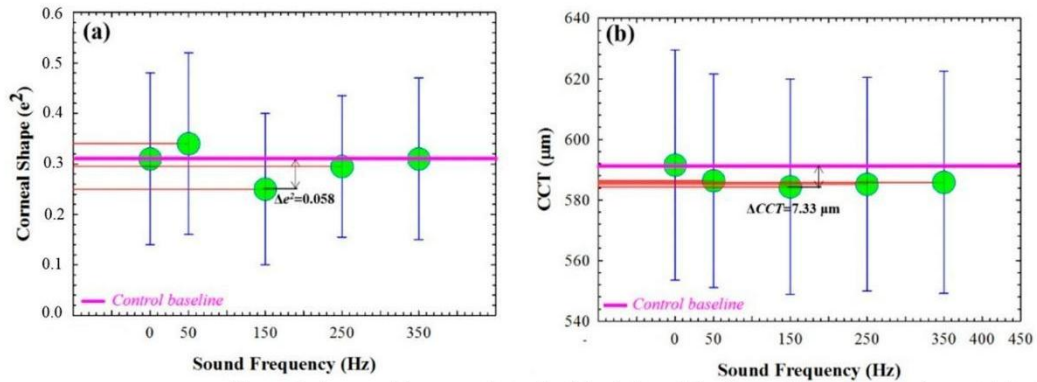 (a)
0.6
0.5
0.4
0.3
0.2
0.1
0.0
Corneal Shape (e²)
Δe²=0.058
Control baseline
0 50 150 250 350
Sound Frequency (Hz)
(b)
640
620
600
580
560
540
CCT (µm)
ΔCCT=7.33 µm
Control baseline
- 0 50 150 250 350 450
Sound Frequency (Hz)